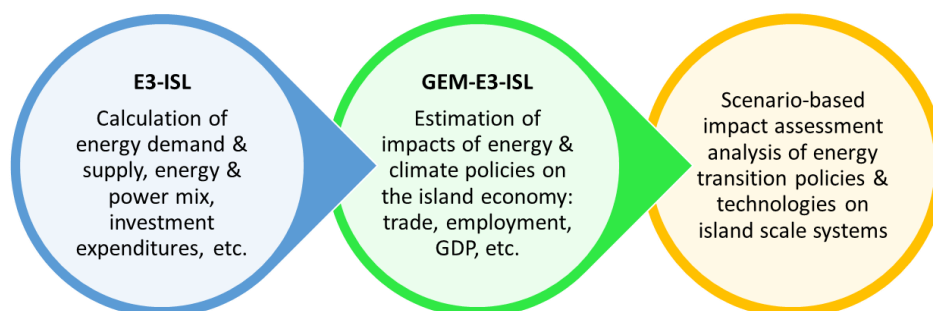 E3-ISL
Calculation of
energy demand &
supply, energy &
power mix,
investment
expenditures, etc.
GEM-E3-ISL
Estimation of
impacts of energy &
climate policies on
the island economy:
trade, employment,
GDP, etc.
Scenario-based
impact assessment
analysis of energy
transition policies &
technologies on
island scale systems